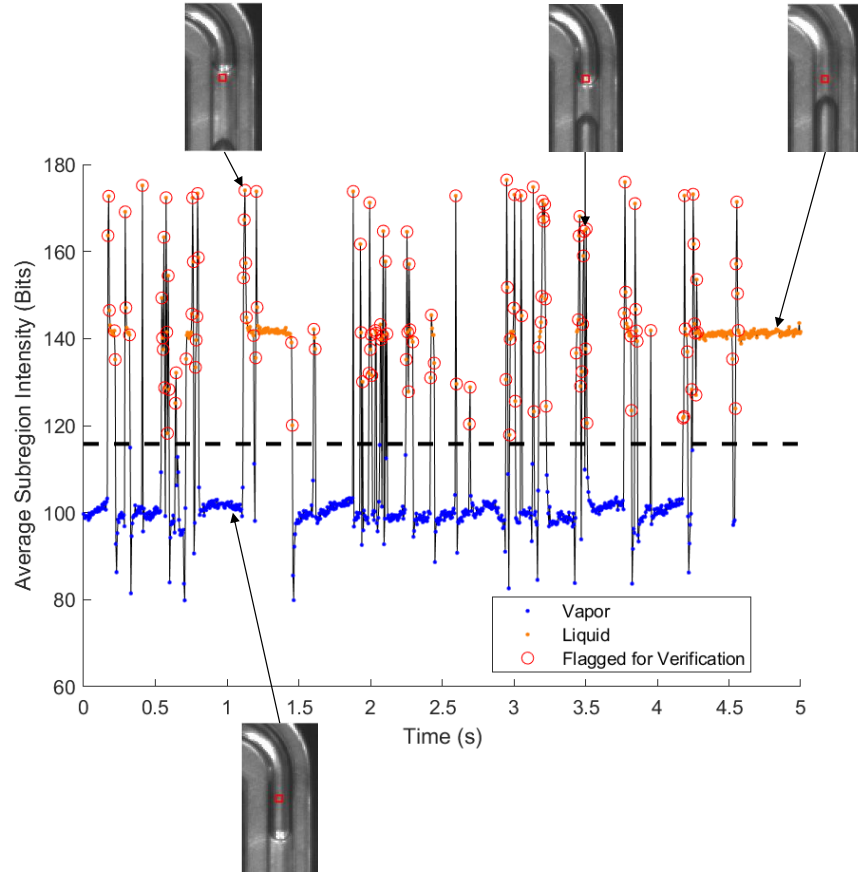 180
160
140
120
100
80
60
Average Subregion Intensity (Bits)
Vapor
Liquid
Flagged for Verification
0 0.5 1 1.5 2 2.5 3 3.5 4 4.5 5
Time (s)